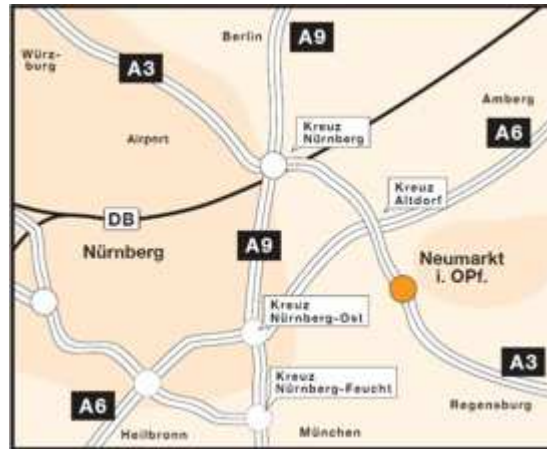 Berlin
A9
Würz-
burg
A3
Amberg
Kreuz
Nürnberg
A6
Airport
Kreuz
Altdorf
DB
A9
Nürnberg
Neumarkt
i. OPf.
Kreuz
Nürnberg-Ost
A3
Kreuz
Nürnberg-Feucht
A6
Regensburg
Heilbronn
München